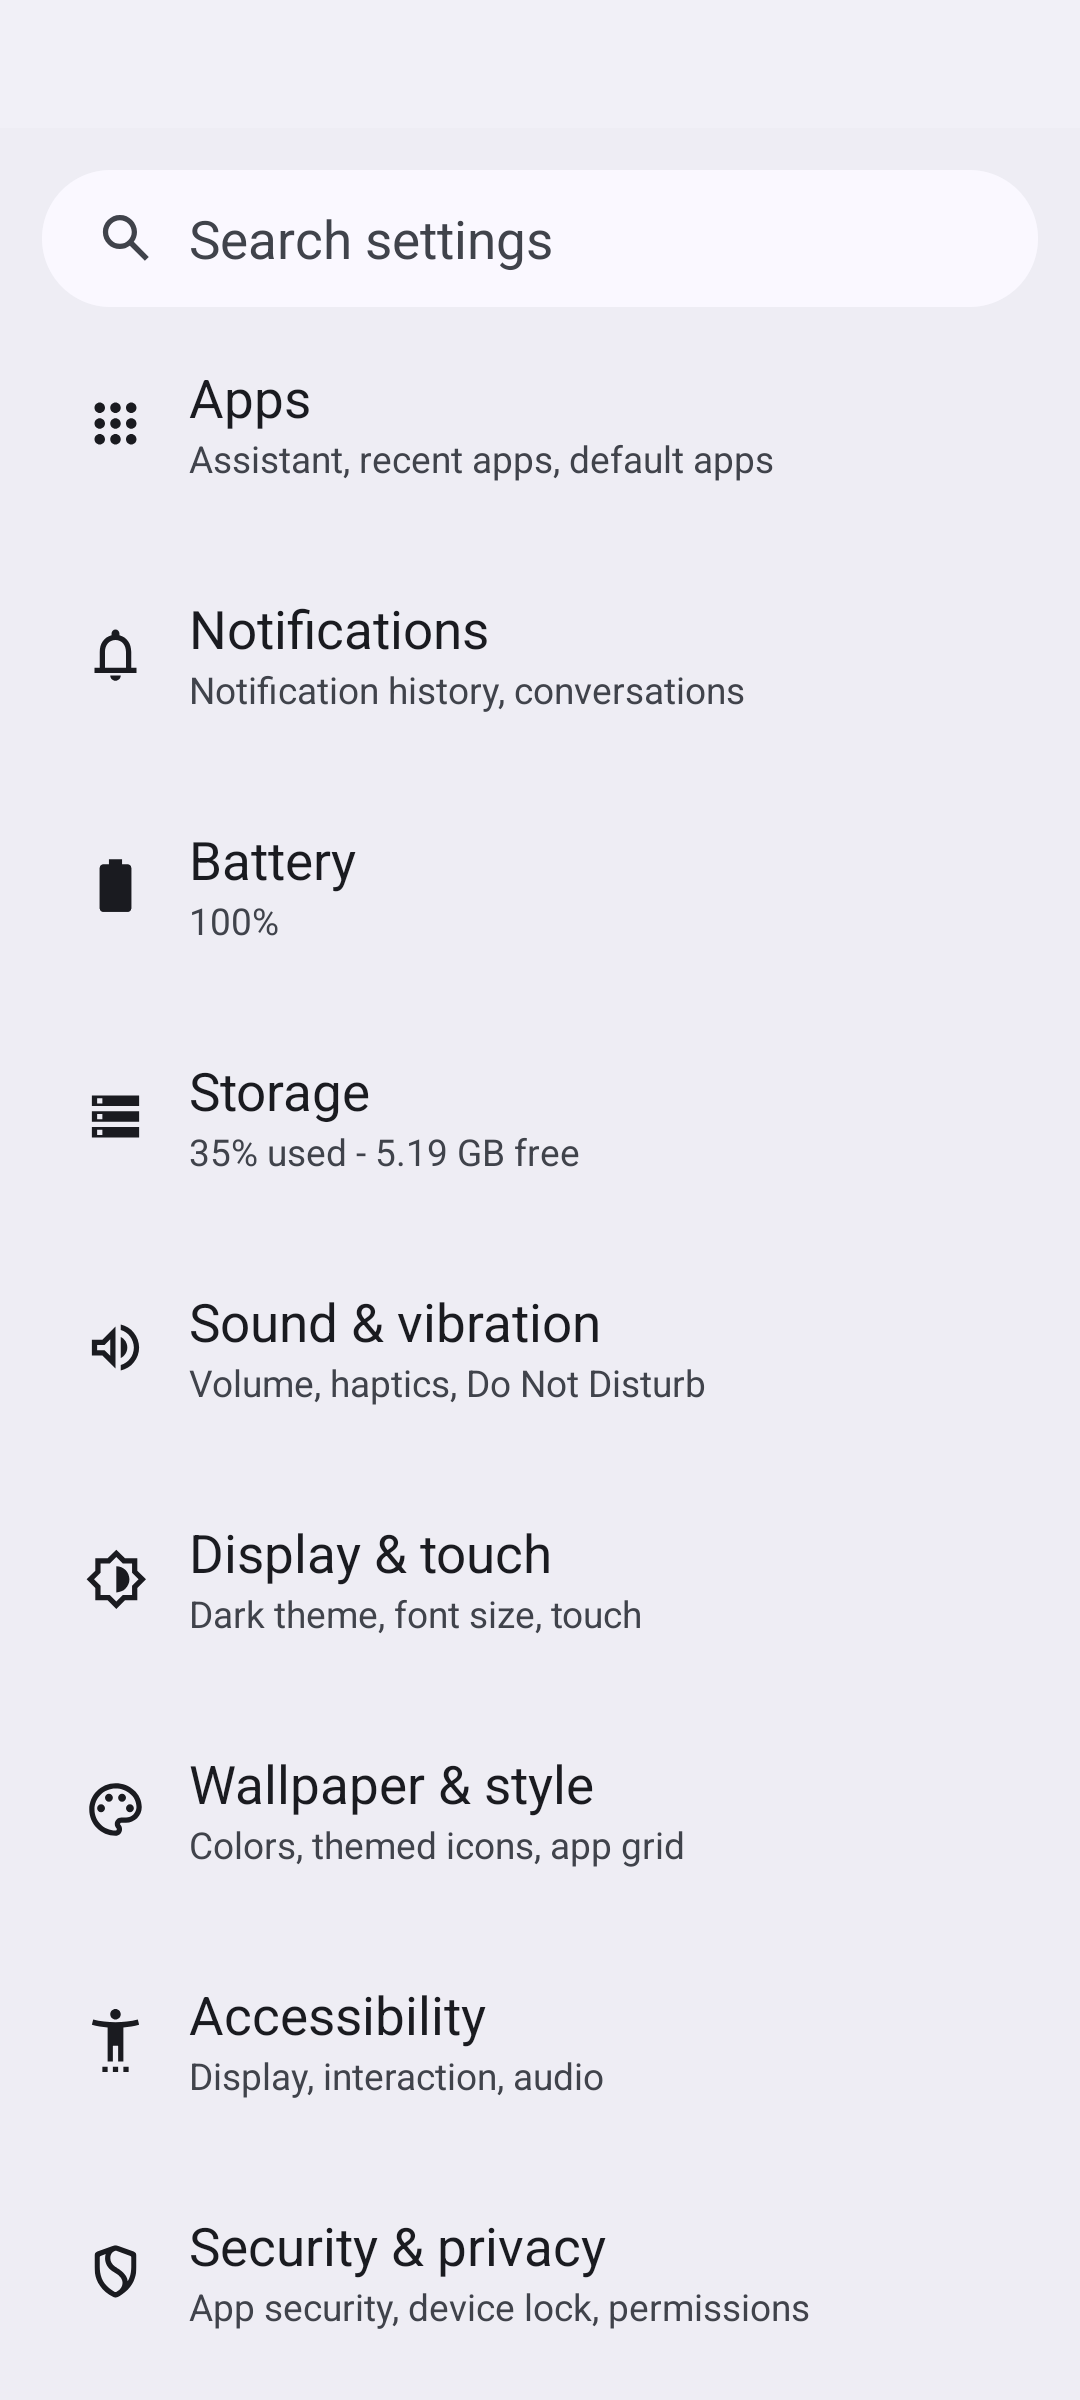 Search settings
Apps
Assistant, recent apps, default apps
Notifications
Notification history, conversations
Battery
100%
Storage
35% used - 5.19 GB free
Sound & vibration
Volume, haptics, Do Not Disturb
Display & touch
Dark theme, font size, touch
Wallpaper & style
Colors, themed icons, app grid
Accessibility
Display, interaction, audio
Security & privacy
App security, device lock, permissions